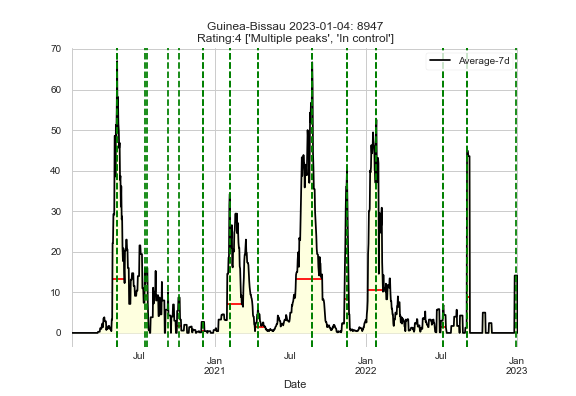 Guinea-Bissau 2023-01-04: 8947
Rating:4 ['Multiple peaks', 'In control']
Average-7d
70
60
50
40
30
20
10
0
Jul Jan Jul Jan Jul Jan
2021 2022 2023
Date